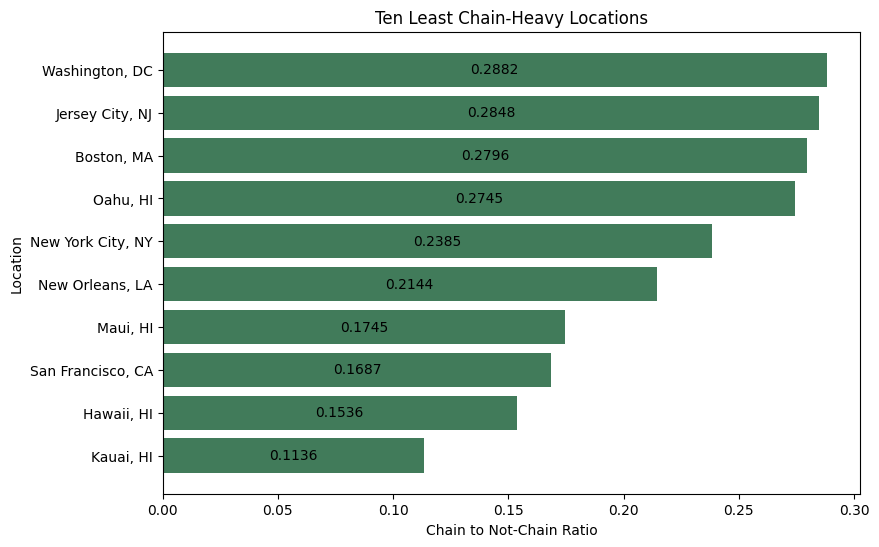 Ten Least Chain-Heavy Locations
Location
Washington, DC 0.2882
Jersey City, NJ 0.2848
Boston, MA 0.2796
Oahu, HI 0.2745
New York City, NY 0.2385
New Orleans, LA 0.2144
Maui, HI 0.1745
San Francisco, CA 0.1687
Hawaii, HI 0.1536
Kauai, HI 0.1136
0.00 0.05 0.10 0.15 0.20 0.25 0.30
Chain to Not-Chain Ratio